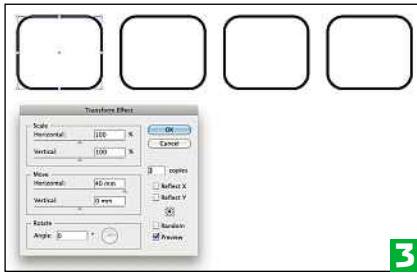 Transform Effect
Scale
Horizontal: 100 %
OK
Vertical: 100 %
Cancel
Move
3 copies
Horizontal: 40 mm
Reflect X
Vertical: 0 mm
Reflect Y
Rotate
Random
Angle: 0 °
Preview
3